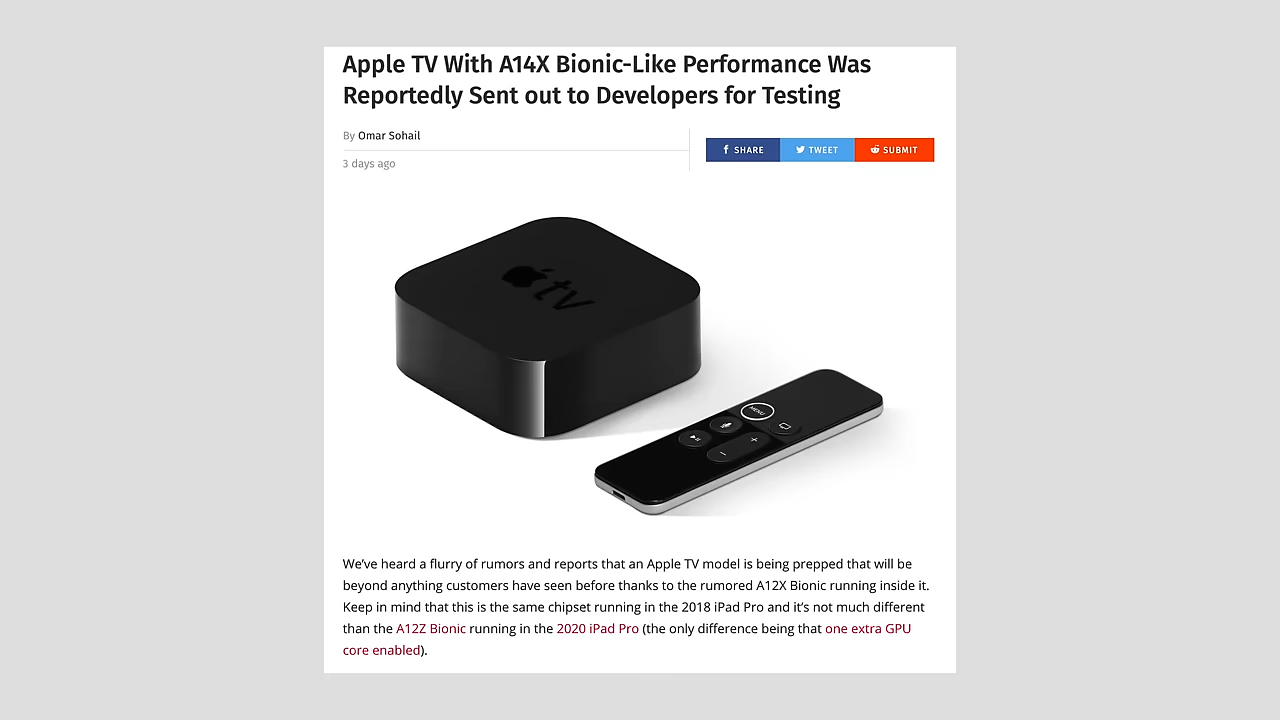 Apple TV With A14X Bionic-Like Performance Was
Reportedly Sent out to Developers for Testing
By Omar Sohail
3 days ago
SHARE
TWEET
SUBMIT
tv
MENU
We've heard a flurry of rumors and reports that an Apple TV model is being prepped that will be
beyond anything customers have seen before thanks to the rumored A12X Bionic running inside it.
Keep in mind that this is the same chipset running in the 2018 iPad Pro and it's not much different
than the A12Z Bionic running in the 2020 iPad Pro (the only difference being that one extra GPU
core enabled).